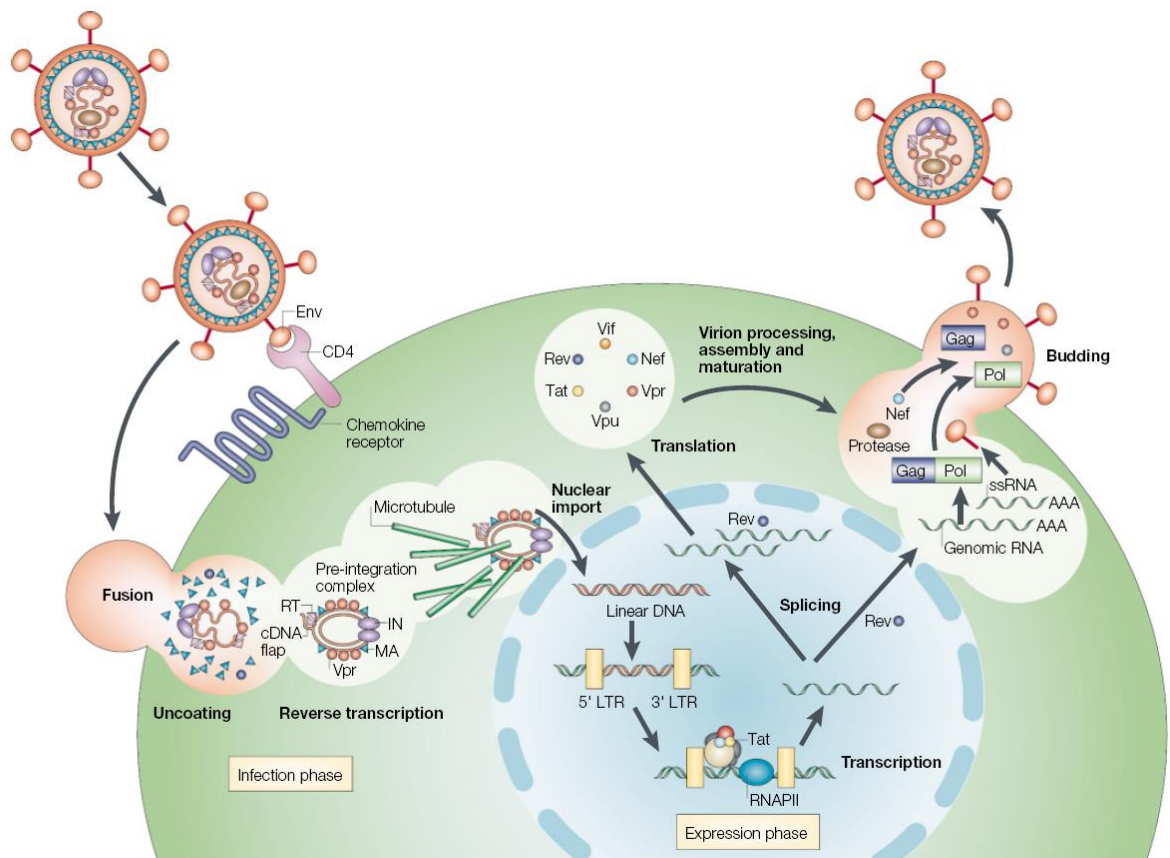 Env
CD4
Chemokine
receptor
Vif
Rev
Nef
Tat
Vpr
Vpu
Translation
Virion processing,
assembly and
maturation
Gag
Pol
Budding
Nef
Protease
Gag
Pol
ssRNA
AAA
AAA
Genomic RNA
Microtubule
Nuclear
import
Fusion
Pre-integration
complex
RT
cDNA
flap
IN
MA
Vpr
Uncoating
Reverse transcription
Rev
Linear DNA
Splicing
Rev
5' LTR
3' LTR
Tat
Transcription
RNAPII
Infection phase
Expression phase